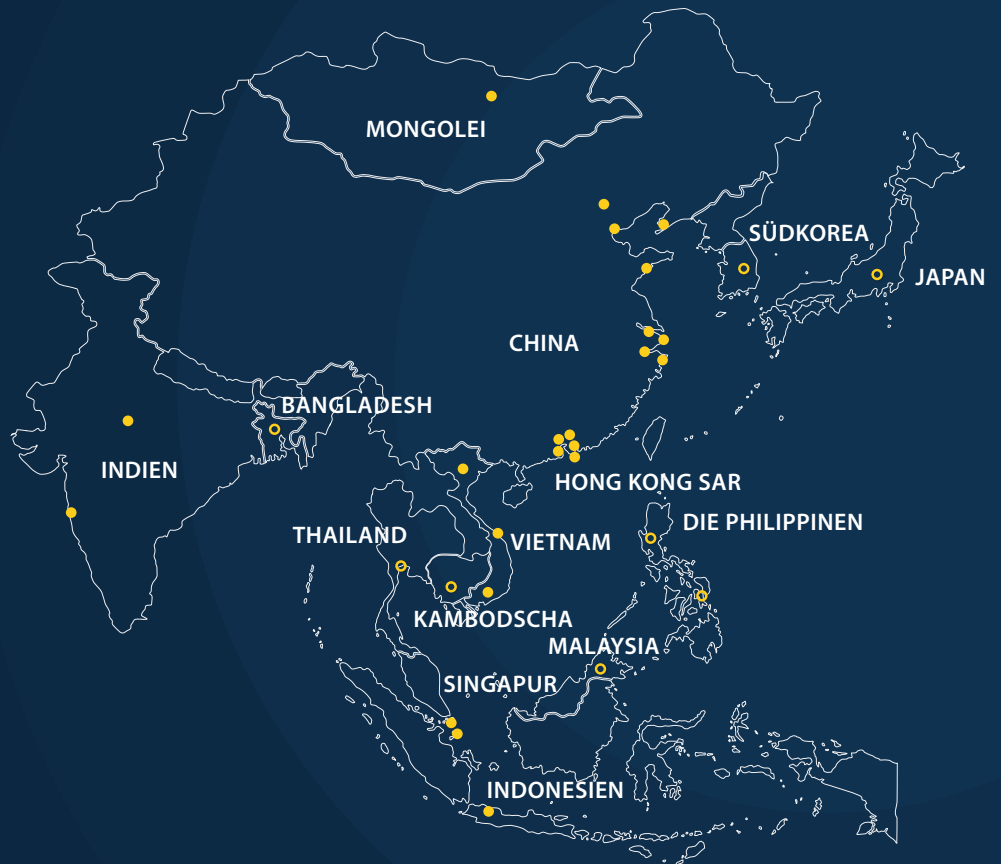 MONGOLEI
SÜDKOREA
JAPAN
CHINA
BANGLADESH
INDIEN
HONG KONG SAR
DIE PHILIPPINEN
THAILAND
VIETNAM
KAMBODSCHA
MALAYSIA
SINGAPUR
INDONESIEN